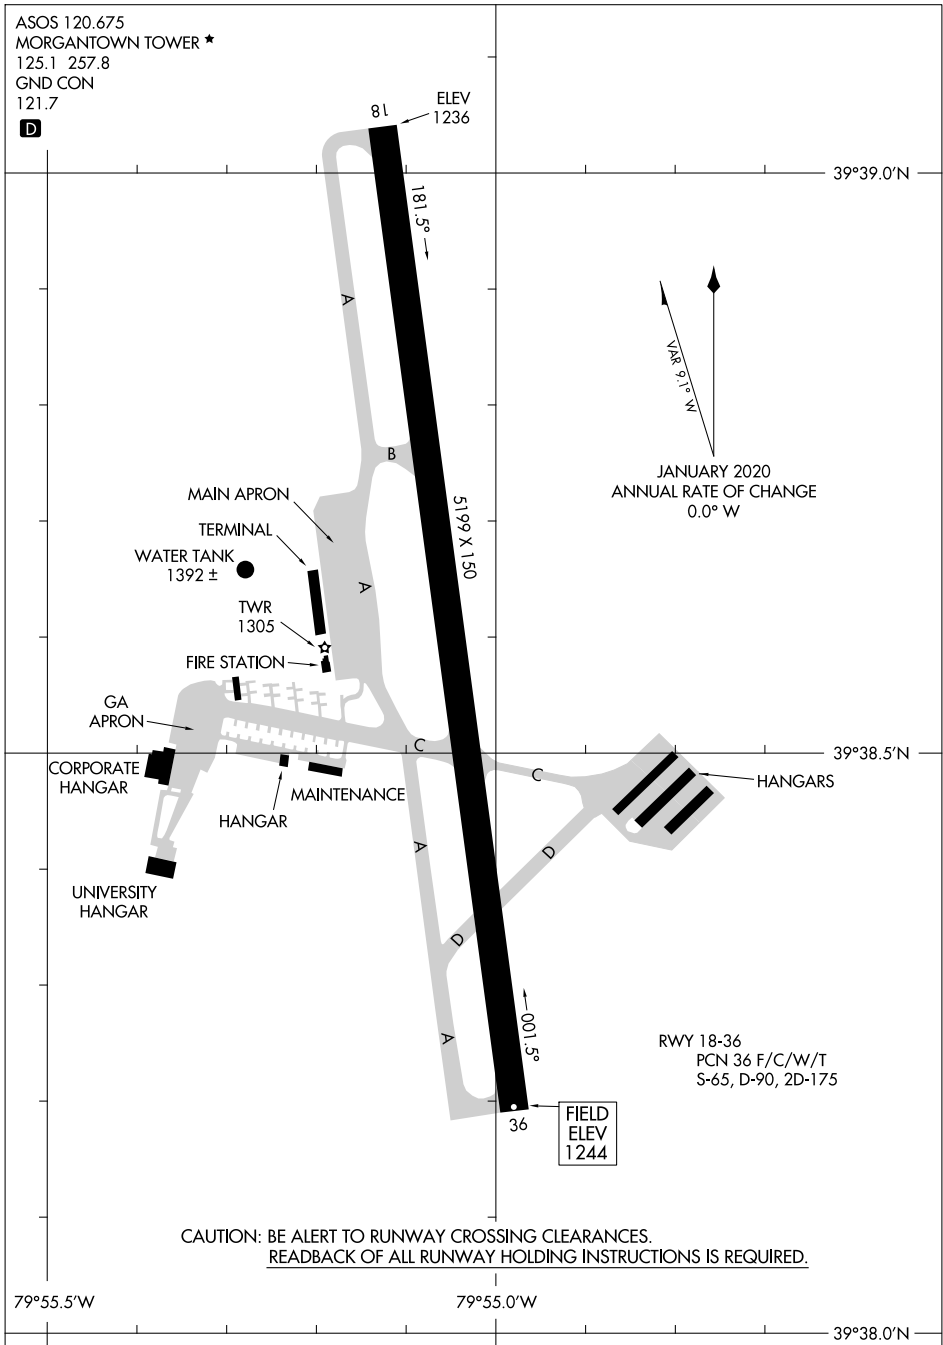 ASOS 120.675
MORGANTOWN TOWER ★
125.1 257.8
GND CON
121.7
D
18
ELEV
1236
39°39.0'N
181.5°
A
VAR 9.1° W
B
JANUARY 2020
ANNUAL RATE OF CHANGE
0.0° W
MAIN APRON
5199 X 150
TERMINAL
WATER TANK
1392 ±
A
TWR
1305
FIRE STATION
GA
APRON
C
39°38.5'N
CORPORATE
HANGAR
C
HANGARS
MAINTENANCE
HANGAR
A
D
UNIVERSITY
HANGAR
D
001.5°
A
RWY 18-36
PCN 36 F/C/W/T
S-65, D-90, 2D-175
36
FIELD
ELEV
1244
CAUTION: BE ALERT TO RUNWAY CROSSING CLEARANCES.
READBACK OF ALL RUNWAY HOLDING INSTRUCTIONS IS REQUIRED.
79°55.5'W
79°55.0'W
39°38.0'N